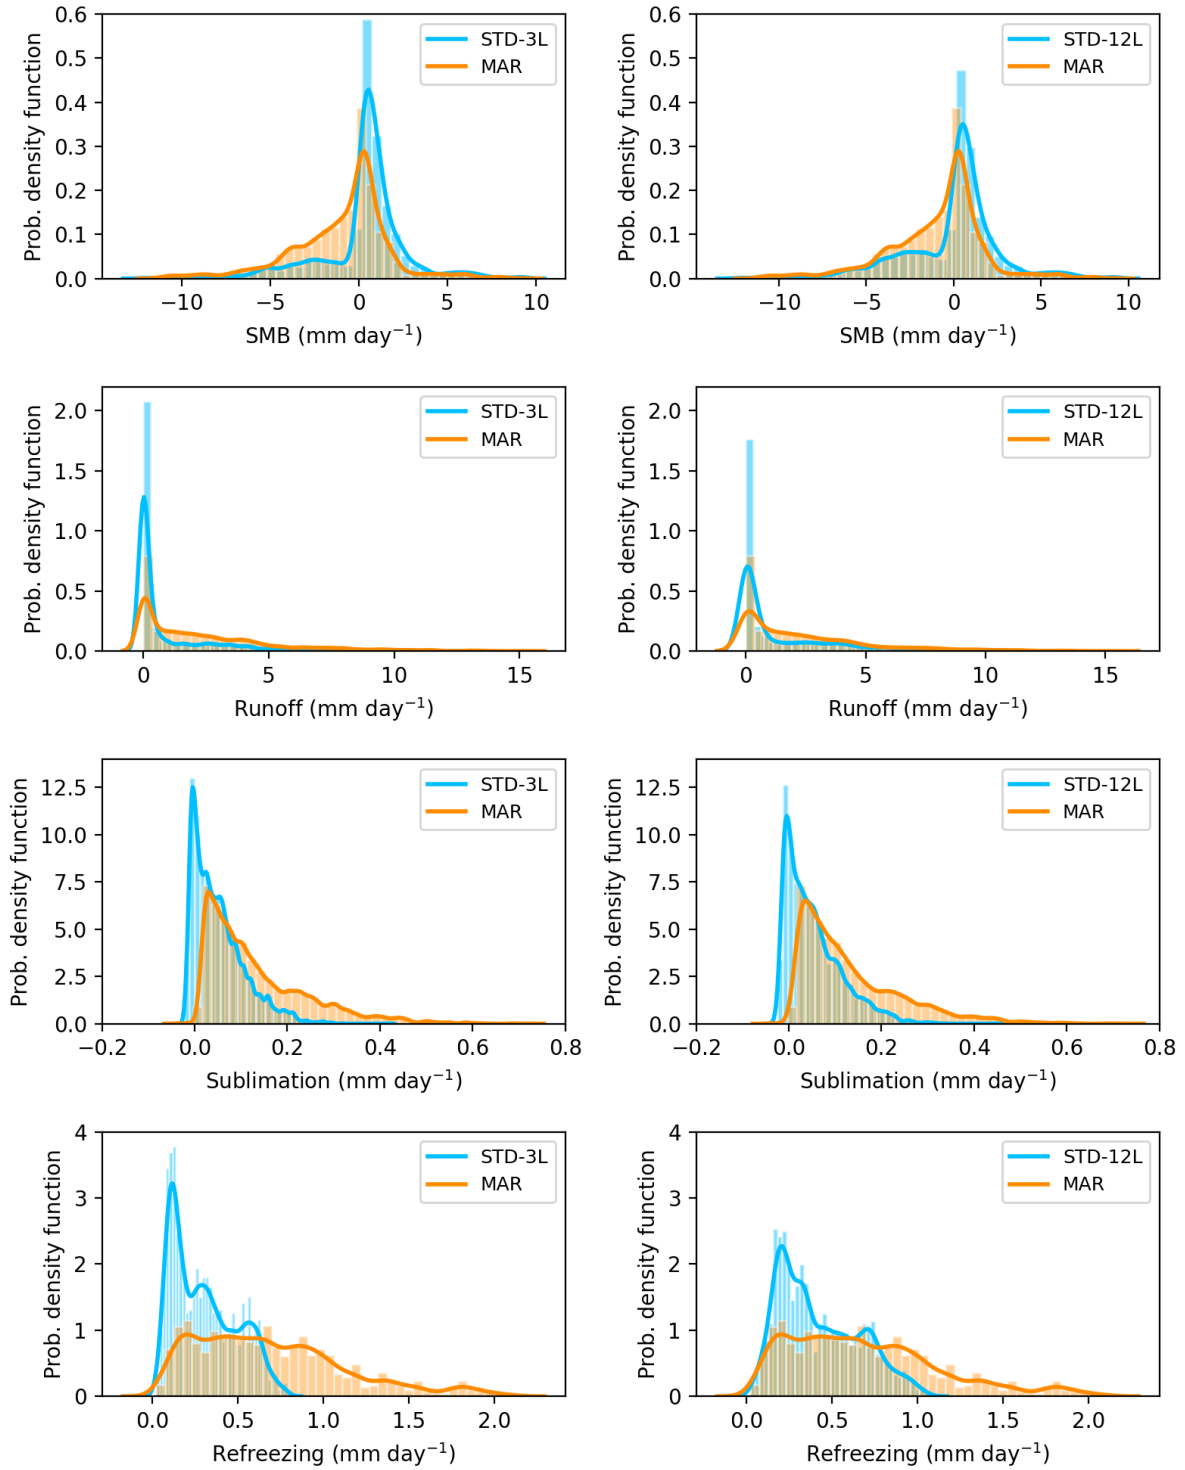 Prob. density function
0.6
0.5
0.4
0.3
0.2
0.1
0.0
STD-3L
MAR
−10 −5 0 5 10
SMB (mm day⁻¹)
Prob. density function
0.6
0.5
0.4
0.3
0.2
0.1
0.0
STD-12L
MAR
−10 −5 0 5 10
SMB (mm day⁻¹)
Prob. density function
2.0
1.5
1.0
0.5
0.0
STD-3L
MAR
0 5 10 15
Runoff (mm day⁻¹)
Prob. density function
2.0
1.5
1.0
0.5
0.0
STD-12L
MAR
0 5 10 15
Runoff (mm day⁻¹)
Prob. density function
12.5
10.0
7.5
5.0
2.5
0.0
STD-3L
MAR
−0.2 0.0 0.2 0.4 0.6 0.8
Sublimation (mm day⁻¹)
Prob. density function
12.5
10.0
7.5
5.0
2.5
0.0
STD-12L
MAR
−0.2 0.0 0.2 0.4 0.6 0.8
Sublimation (mm day⁻¹)
Prob. density function
4
3
2
1
0
STD-3L
MAR
0.0 0.5 1.0 1.5 2.0
Refreezing (mm day⁻¹)
Prob. density function
4
3
2
1
0
STD-12L
MAR
0.0 0.5 1.0 1.5 2.0
Refreezing (mm day⁻¹)